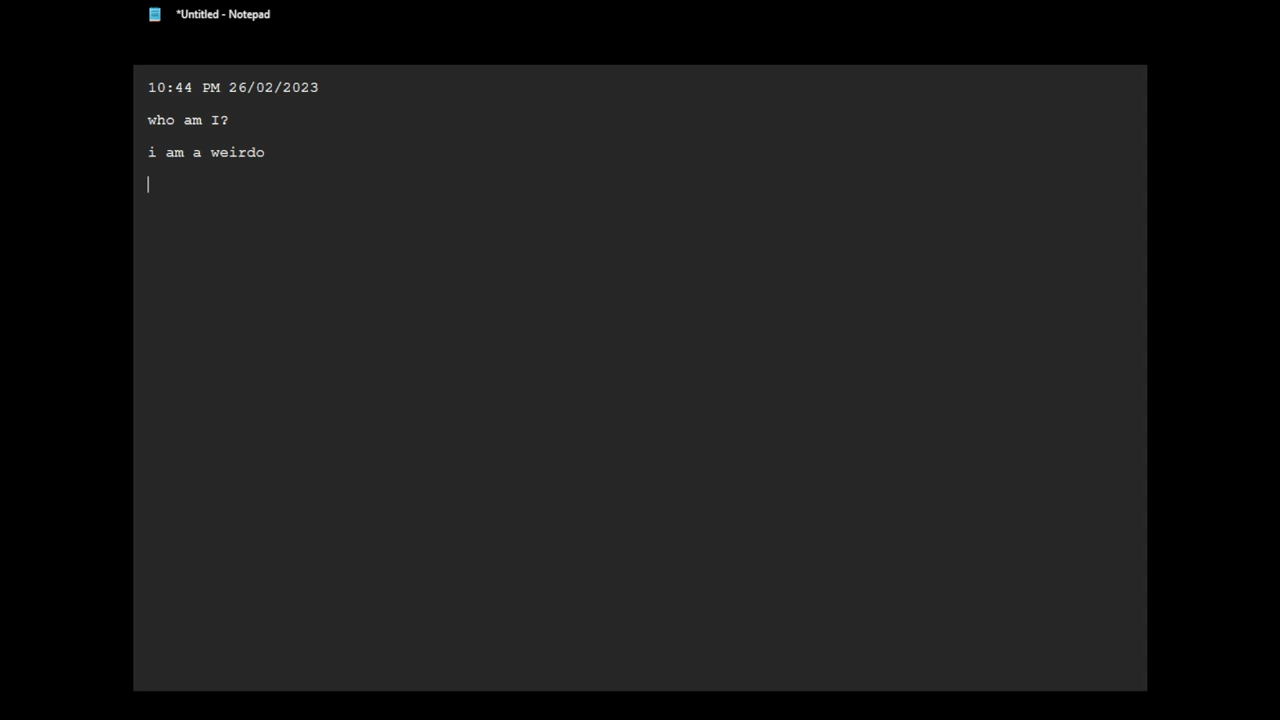 *Untitled - Notepad
10:44 PM 26/02/2023
who am I?
i am a weirdo